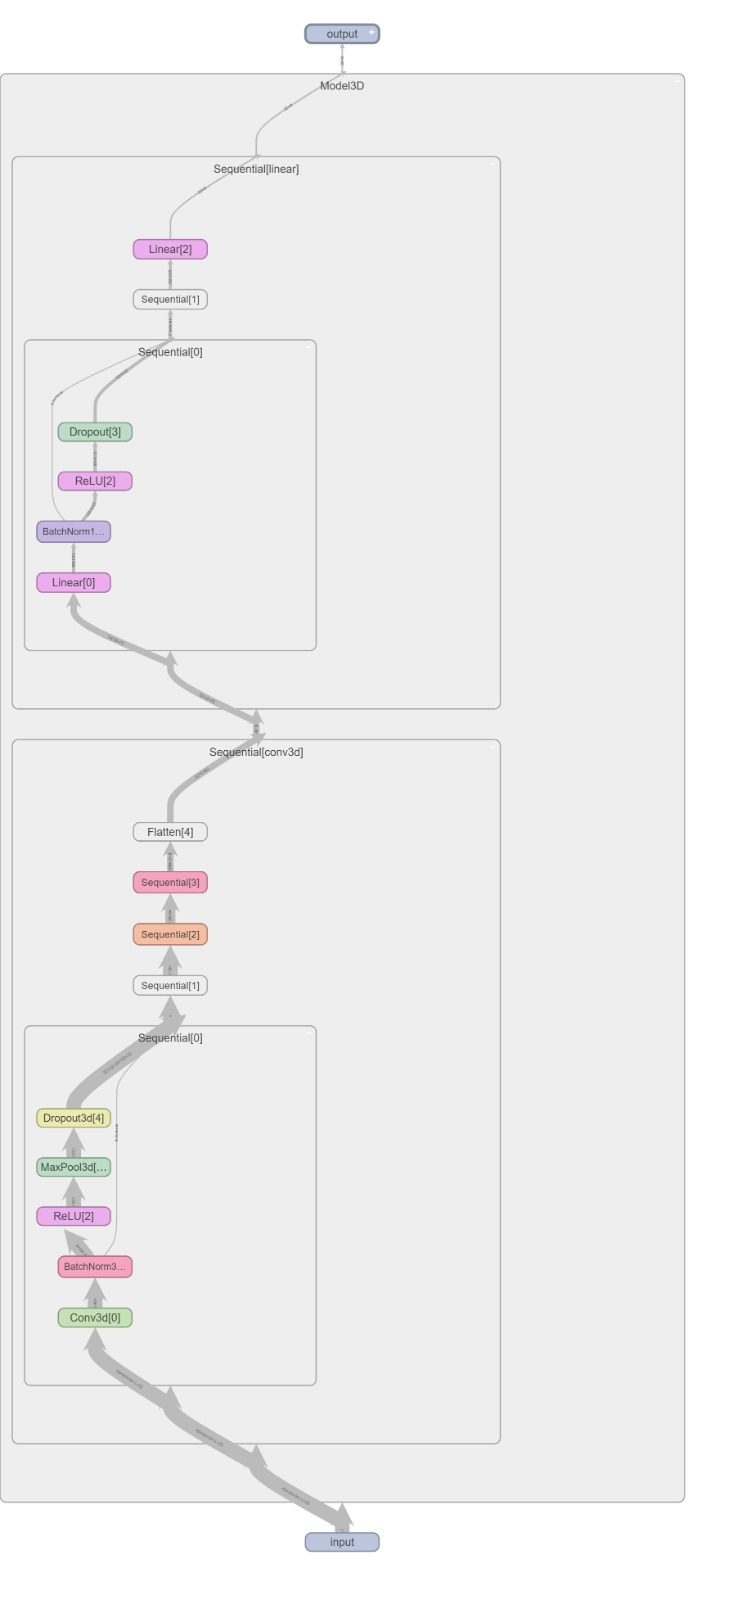 output
Model3D
Sequential[linear]
Linear[2]
Sequential[1]
Sequential[0]
Dropout[3]
ReLU[2]
BatchNorm1...
Linear[0]
Sequential[conv3d]
Flatten[4]
Sequential[3]
Sequential[2]
Sequential[1]
Sequential[0]
Dropout3d[4]
MaxPool3d[...
ReLU[2]
BatchNorm3...
Conv3d[0]
input